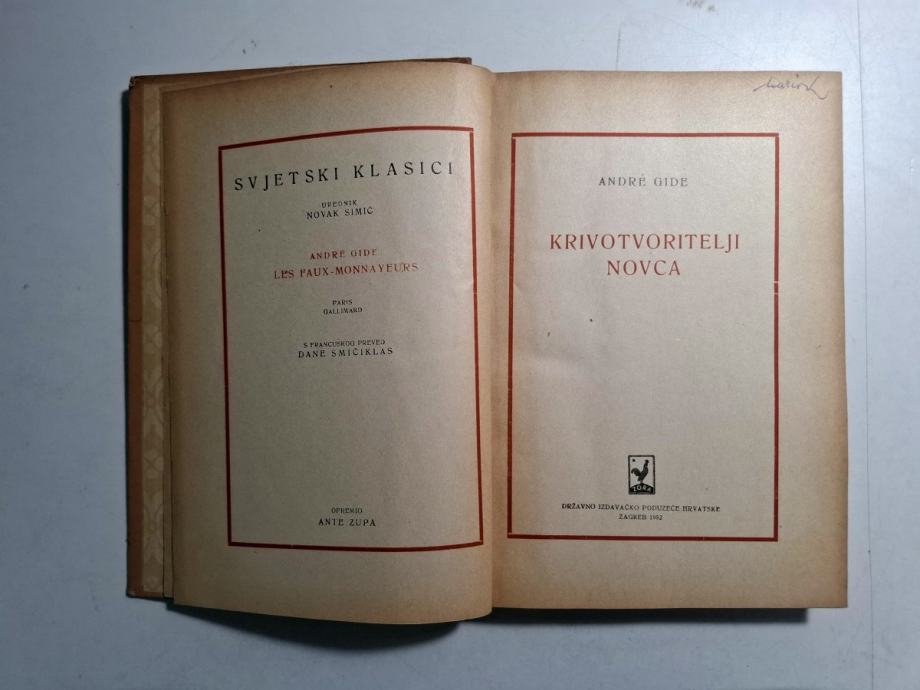 SVJETSKI KLASICI
UREDNIK
NOVAK SIMIĆ
ANDRE GIDE
LES FAUX-MONNAYEURS
PARIS
GALLIMARD
S FRANCUSKOG PREVEO
DANE SMIČIKLAS
OPREMIO
ANTE ZUPA
ANDRÉ GIDE
KRIVOTVORITELJI
NOVCA
ZORA
DRŽAVNO IZDAVAČKO PODUZEĆE HRVATSKE
ZAGREB 1952